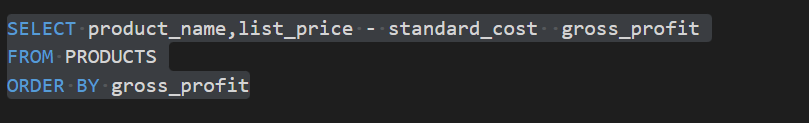 SELECT product_name,list_price - standard_cost  gross_profit
FROM PRODUCTS
ORDER BY gross_profit